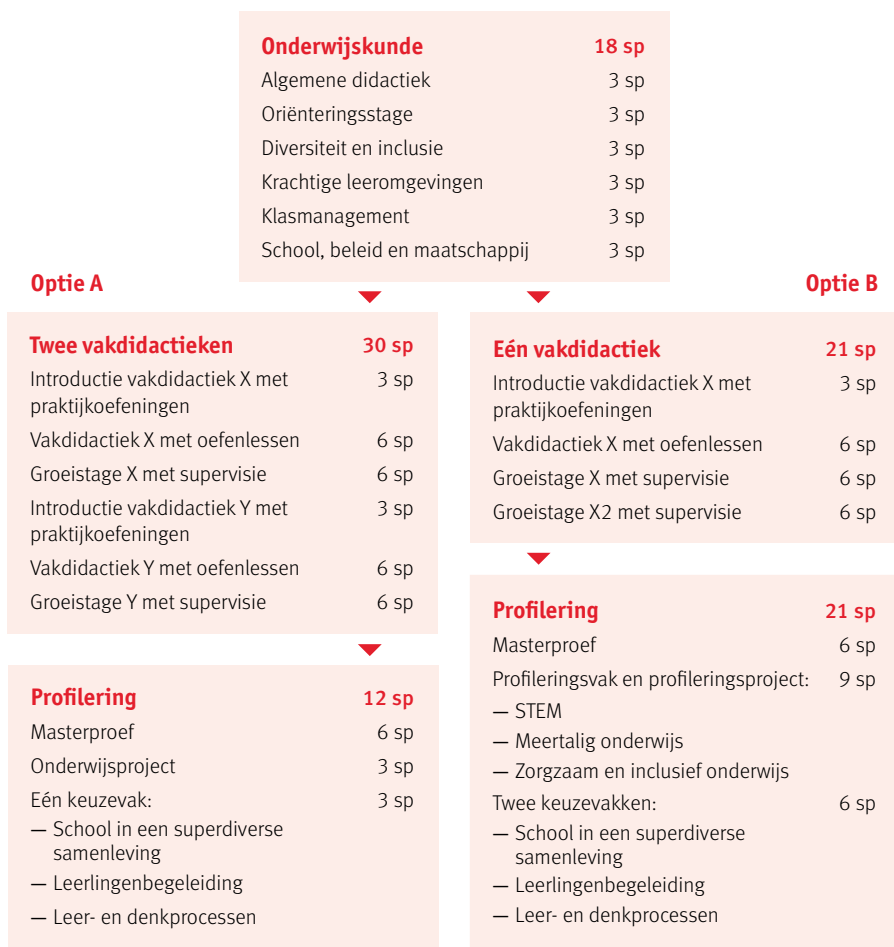 Onderwijskunde 18 sp
Algemene didactiek 3 sp
Oriënteringsstage 3 sp
Diversiteit en inclusie 3 sp
Krachtige leeromgevingen 3 sp
Klasmanagement 3 sp
School, beleid en maatschappij 3 sp
Optie A
Twee vakdidactieken 30 sp
Introductie vakdidactiek X met 3 sp
praktijkoefeningen
Vakdidactiek X met oefenlessen 6 sp
Groeistage X met supervisie 6 sp
Introductie vakdidactiek Y met 3 sp
praktijkoefeningen
Vakdidactiek Y met oefenlessen 6 sp
Groeistage Y met supervisie 6 sp
Profilering 12 sp
Masterproef 6 sp
Onderwijsproject 3 sp
Eén keuzevak: 3 sp
— School in een superdiverse
samenleving
— Leerlingenbegeleiding
— Leer- en denkprocessen
Optie B
Eén vakdidactiek 21 sp
Introductie vakdidactiek X met 3 sp
praktijkoefeningen
Vakdidactiek X met oefenlessen 6 sp
Groeistage X met supervisie 6 sp
Groeistage X2 met supervisie 6 sp
Profilering 21 sp
Masterproef 6 sp
Profileringsvak en profileringsproject: 9 sp
— STEM
— Meertalig onderwijs
— Zorgzaam en inclusief onderwijs
Twee keuzevakken: 6 sp
— School in een superdiverse
samenleving
— Leerlingenbegeleiding
— Leer- en denkprocessen